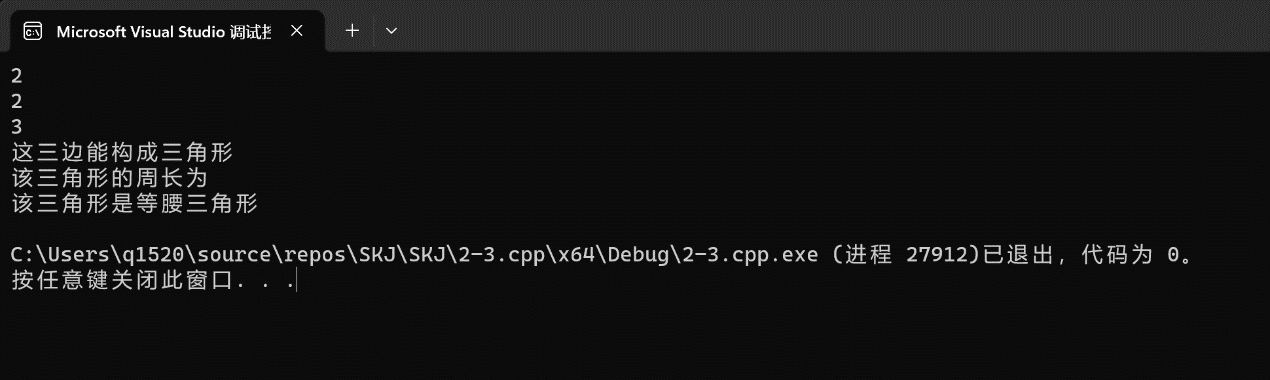 Microsoft Visual Studio 调试控
2
2
3
这三边能构成三角形
该三角形的周长为
该三角形是等腰三角形
C:\Users\q1520\source\repos\SKJ\SKJ\2-3.cpp\x64\Debug\2-3.cpp.exe (进程 27912)已退出，代码为 0。
按任意键关闭此窗口. . .